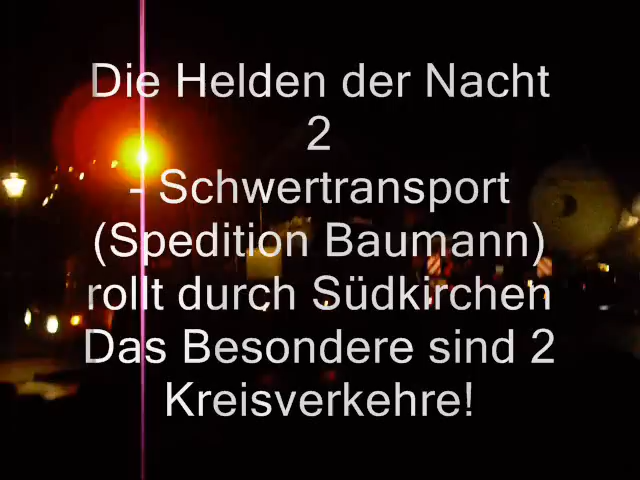 Die Helden der Nacht
2
- Schwertransport
(Spedition Baumann)
rollt durch Südkirchen
Das Besondere sind 2
Kreisverkehre!